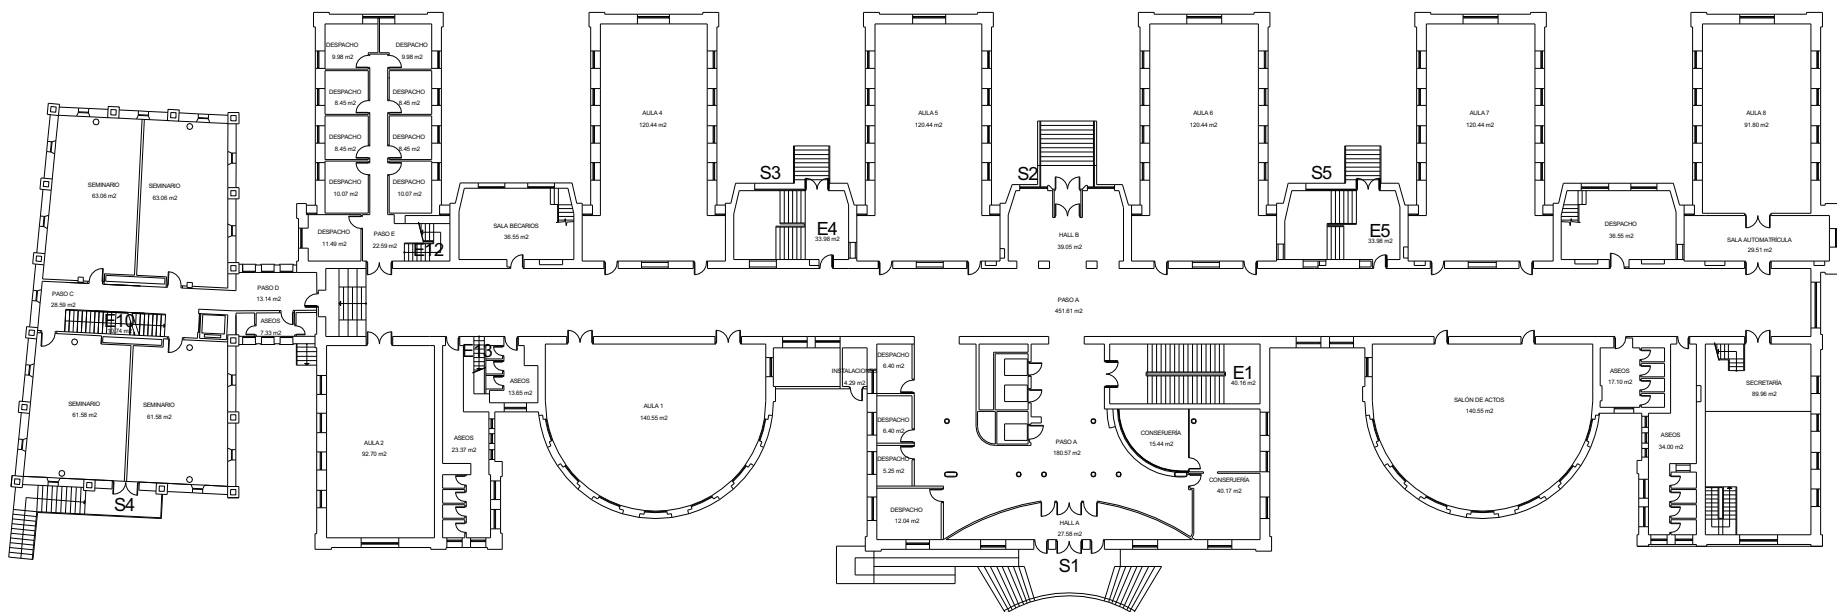 DESPACHO
9.98 m2
DESPACHO
9.98 m2
DESPACHO
8.45 m2
DESPACHO
8.45 m2
DESPACHO
8.45 m2
DESPACHO
8.45 m2
DESPACHO
10.07 m2
DESPACHO
10.07 m2
AULA 4
120.44 m2
AULA 5
120.44 m2
AULA 6
120.44 m2
AULA 7
120.44 m2
AULA 8
91.80 m2
S3
S2
S5
SEMINARIO
63.06 m2
SEMINARIO
63.06 m2
DESPACHO
11.49 m2
PASO E
22.59 m2
E12
SALA BECARIOS
36.55 m2
E4
33.98 m2
HALL B
39.05 m2
E5
33.98 m2
DESPACHO
36.55 m2
SALA AUTOMATRÍCULA
29.51 m2
PASO C
28.59 m2
PASO D
13.14 m2
PASO A
451.61 m2
E10
ASEOS
7.33 m2
E13
SEMINARIO
61.58 m2
SEMINARIO
61.58 m2
S4
AULA 2
92.70 m2
ASEOS
13.65 m2
ASEOS
23.37 m2
AULA 1
140.55 m2
INSTALACIONES
4.29 m2
DESPACHO
6.40 m2
DESPACHO
6.40 m2
DESPACHO
5.25 m2
DESPACHO
12.04 m2
PASO A
180.57 m2
E1
40.16 m2
CONSERJERÍA
15.44 m2
CONSERJERÍA
40.17 m2
HALL A
27.58 m2
S1
SALÓN DE ACTOS
140.55 m2
ASEOS
17.10 m2
ASEOS
34.00 m2
SECRETARÍA
89.96 m2